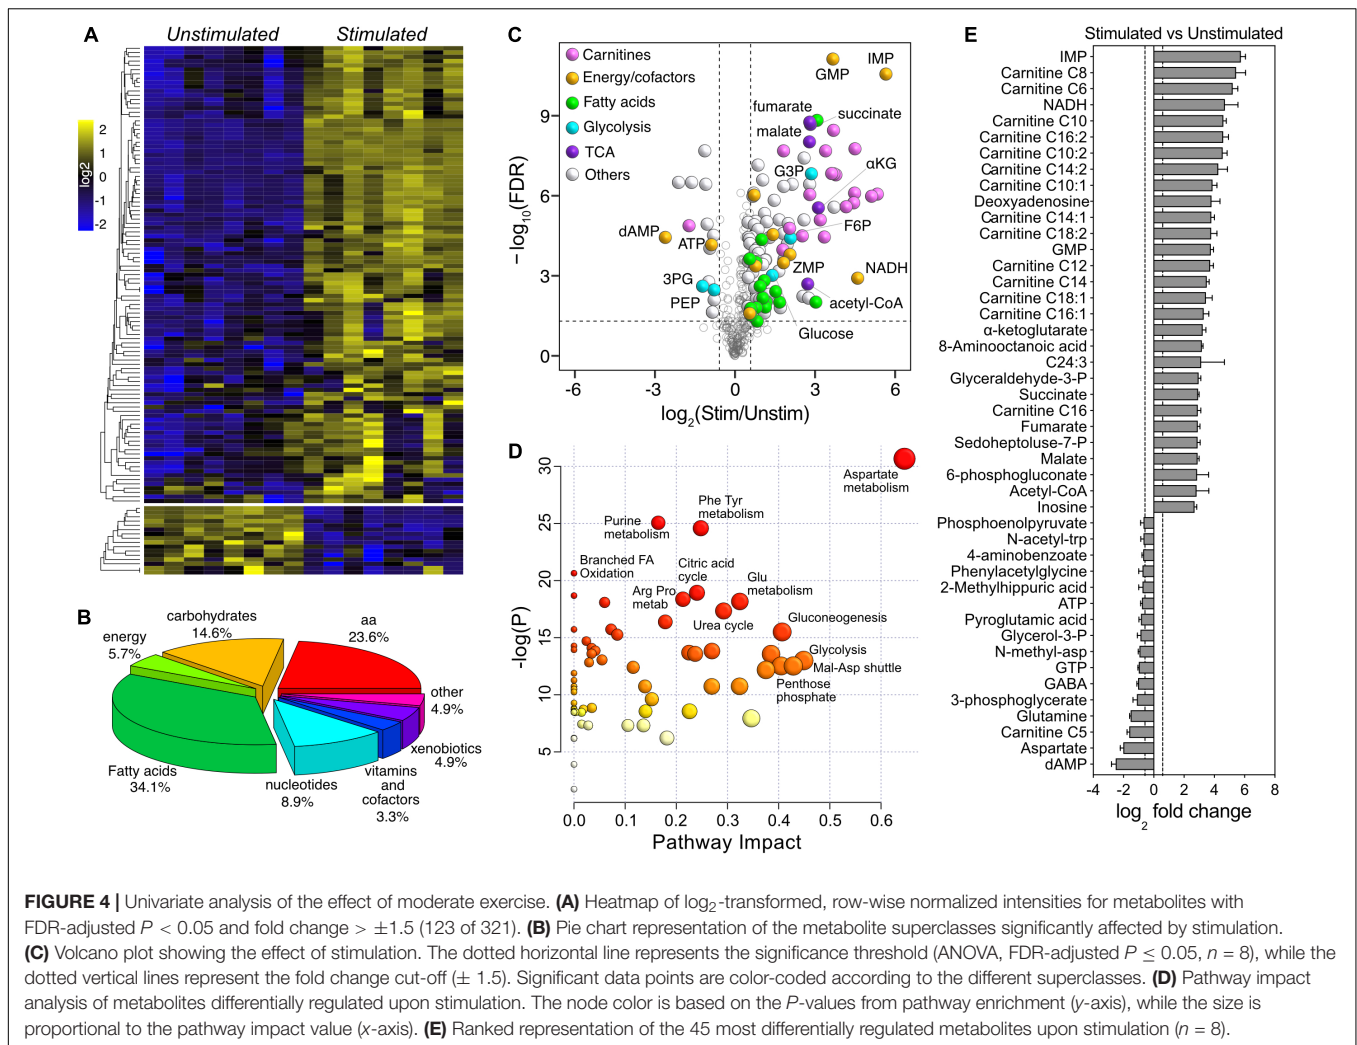 A
Unstimulated
Stimulated
log2
2
1
0
-1
-2
B
carbohydrates
14.6%
aa
23.6%
energy
5.7%
other
4.9%
xenobiotics
4.9%
vitamins
and
cofactors
3.3%
nucleotides
8.9%
Fatty acids
34.1%
C
Carnitines
Energy/cofactors
Fatty acids
Glycolysis
TCA
Others
IMP
GMP
fumarate
succinate
malate
αKG
G3P
F6P
dAMP
ATP
ZMP
NADH
3PG
PEP
acetyl-CoA
Glucose
9
6
3
0
-6
-3
0
3
6
−log10(FDR)
log2(Stim/Unstim)
D
Aspartate
metabolism
Phe Tyr
metabolism
Purine
metabolism
Branched FA
Oxidation
Citric acid
cycle
Glu
metabolism
Arg Pro
metab
Urea cycle
Gluconeogenesis
Glycolysis
Mal-Asp shuttle
Penthose
phosphate
30
25
20
15
10
5
0.0
0.1
0.2
0.3
0.4
0.5
0.6
-log(P)
Pathway Impact
E
Stimulated vs Unstimulated
IMP
Carnitine C8
Carnitine C6
NADH
Carnitine C10
Carnitine C16:2
Carnitine C10:2
Carnitine C14:2
Carnitine C10:1
Deoxyadenosine
Carnitine C14:1
Carnitine C18:2
GMP
Carnitine C12
Carnitine C14
Carnitine C18:1
Carnitine C16:1
α-ketoglutarate
8-Aminooctanoic acid
C24:3
Glyceraldehyde-3-P
Succinate
Carnitine C16
Fumarate
Sedoheptoluse-7-P
Malate
6-phosphogluconate
Acetyl-CoA
Inosine
Phosphoenolpyruvate
N-acetyl-trp
4-aminobenzoate
Phenylacetylglycine
2-Methylhippuric acid
ATP
Pyroglutamic acid
Glycerol-3-P
N-methyl-asp
GTP
GABA
3-phosphoglycerate
Glutamine
Carnitine C5
Aspartate
dAMP
-4
-2
0
2
4
6
8
log2 fold change
FIGURE 4 | Univariate analysis of the effect of moderate exercise. (A) Heatmap of log2-transformed, row-wise normalized intensities for metabolites with
FDR-adjusted P < 0.05 and fold change > ±1.5 (123 of 321). (B) Pie chart representation of the metabolite superclasses significantly affected by stimulation.
(C) Volcano plot showing the effect of stimulation. The dotted horizontal line represents the significance threshold (ANOVA, FDR-adjusted P ≤ 0.05, n = 8), while the
dotted vertical lines represent the fold change cut-off (± 1.5). Significant data points are color-coded according to the different superclasses. (D) Pathway impact
analysis of metabolites differentially regulated upon stimulation. The node color is based on the P-values from pathway enrichment (y-axis), while the size is
proportional to the pathway impact value (x-axis). (E) Ranked representation of the 45 most differentially regulated metabolites upon stimulation (n = 8).